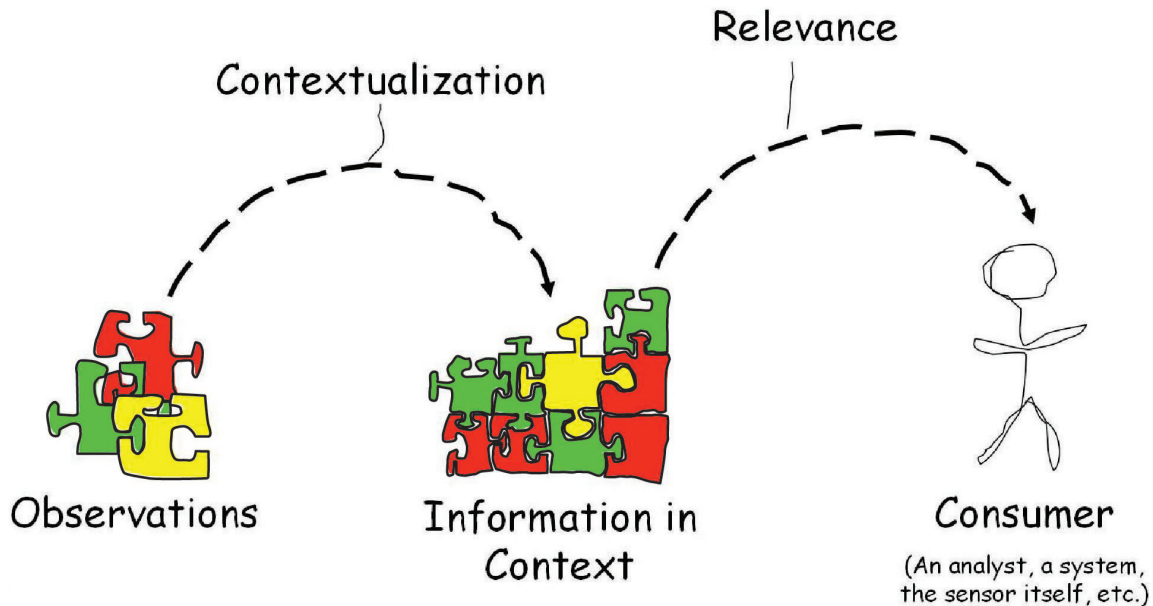 Relevance
Contextualization
Observations
Information in
Context
Consumer
(An analyst, a system,
the sensor itself, etc.)